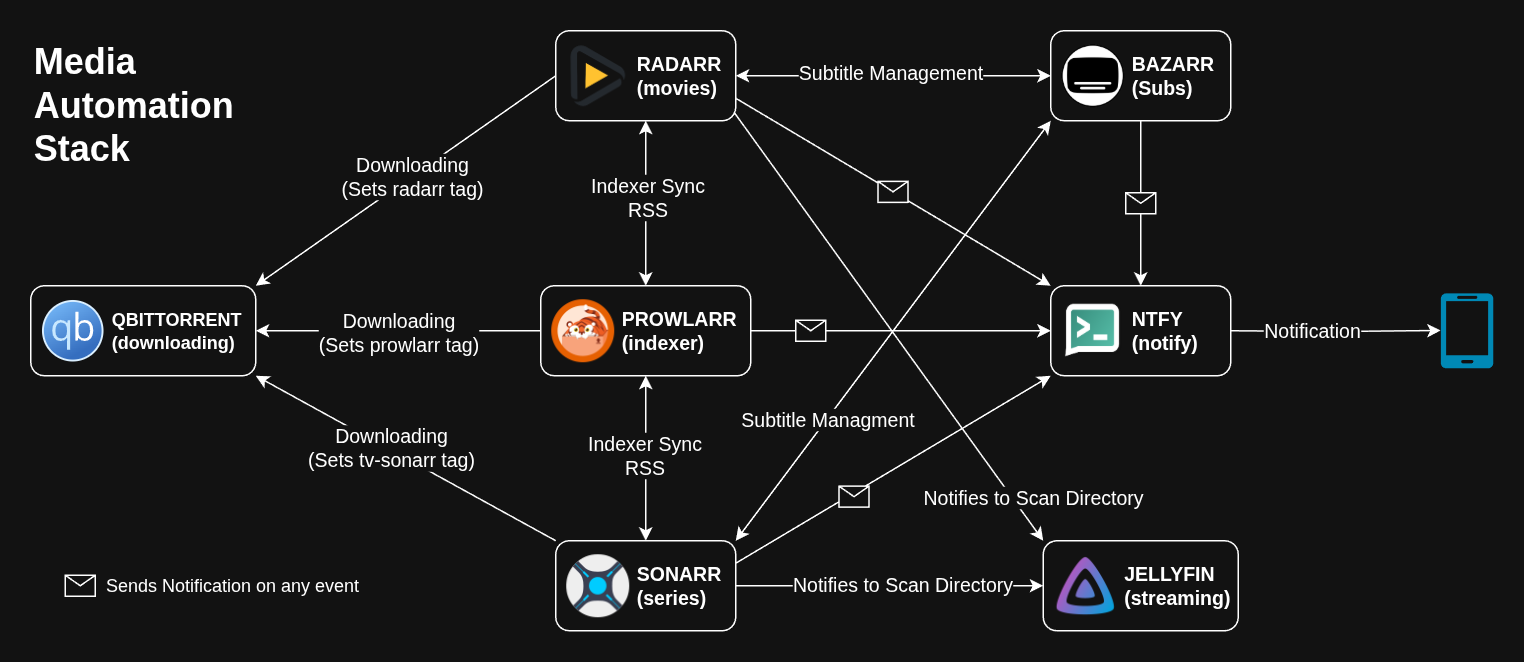 Media
Automation
Stack
RADARR
(movies)
Subtitle Management
BAZARR
(Subs)
Downloading
(Sets radarr tag)
Indexer Sync
RSS
qb
QBITTORRENT
(downloading)
Downloading
(Sets prowlarr tag)
PROWLARR
(indexer)
NTFY
(notify)
Notification
Subtitle Managment
Downloading
(Sets tv-sonarr tag)
Indexer Sync
RSS
Notifies to Scan Directory
Sends Notification on any event
SONARR
(series)
Notifies to Scan Directory
JELLYFIN
(streaming)